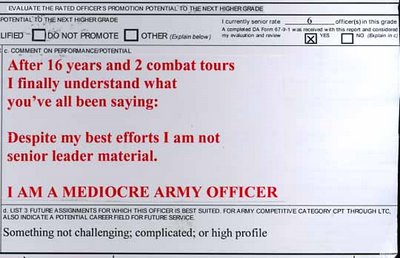 EVALUATE THE RATED OFFICER'S PROMOTION POTENTIAL TO THE NEXT HIGHER GRADE
POTENTIAL TO THE NEXT HIGHER GRADE
I currently senior rate 6 officer(s) in this grade
LIFIED DO NOT PROMOTE OTHER (Explain below)
A completed DA Form 67-9-1 was received with this report and considered in
my evaluation and review X YES NO (Explain in c)
c. COMMENT ON PERFORMANCE/POTENTIAL
After 16 years and 2 combat tours
I finally understand what
you've all been saying:
Despite my best efforts I am not
senior leader material.
I AM A MEDIOCRE ARMY OFFICER
d. LIST 3 FUTURE ASSIGNMENTS FOR WHICH THIS OFFICER IS BEST SUITED. FOR ARMY COMPETITIVE CATEGORY CPT THROUGH LTC,
ALSO INDICATE A POTENTIAL CAREER FIELD FOR FUTURE SERVICE.
Something not challenging; complicated; or high profile